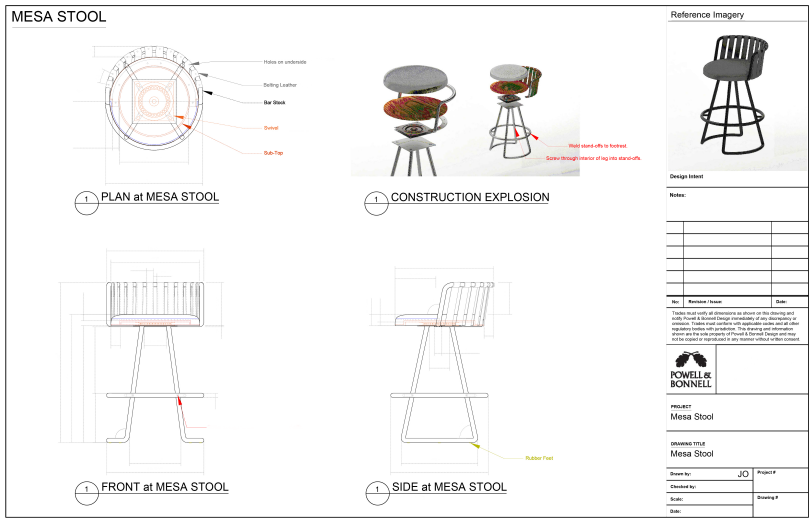 MESA STOOL
Holes on underside
Belting Leather
Bar Stock
Swivel
Sub-Top
1 PLAN at MESA STOOL
Weld stand-offs to footrest.
Screw through interior of leg into stand-offs.
1 CONSTRUCTION EXPLOSION
1 FRONT at MESA STOOL
Rubber Feet
1 SIDE at MESA STOOL
Reference Imagery
Design Intent
Notes:
No: Revision / Issue: Date:
Trades must verify all dimensions as shown on this drawing and
notify Powell & Bonnell Design immediately of any discrepancy or
omission. Trades must conform with applicable codes and all other
regulatory bodies with jurisdiction. This drawing and information
shown are the sole property of Powell & Bonnell Design and may
not be copied or reproduced in any manner without written consent.
POWELL &
BONNELL
PROJECT
Mesa Stool
DRAWING TITLE
Mesa Stool
Drawn by: JO Project #
Checked by:
Scale: Drawing #
Date: